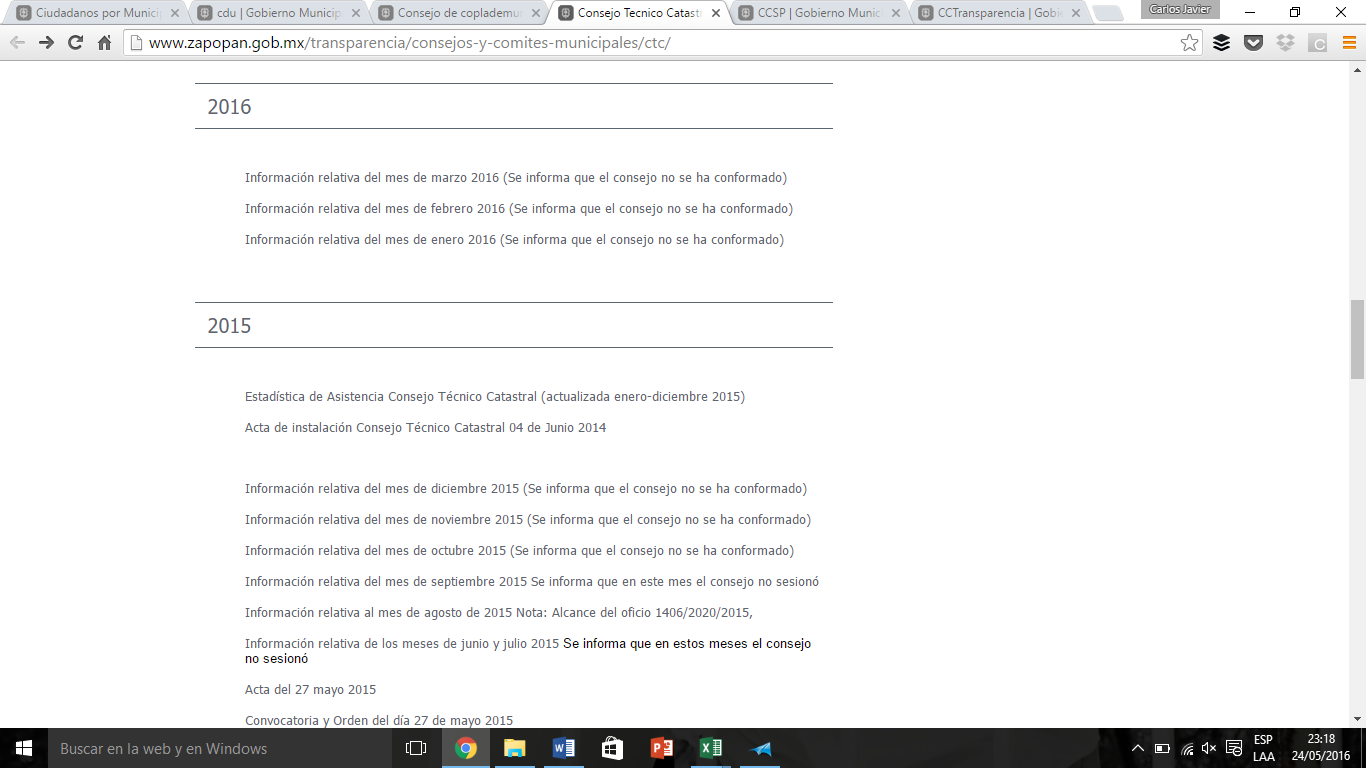 Ciudadanos por Munici
cdu | Gobierno Municip
Consejo de coplademu
Consejo Tecnico Catast
CCSP | Gobierno Munic
CCTransparencia | Gobi
Carlos Javier
www.zapopan.gob.mx/transparencia/consejos-y-comites-municipales/ctc/
2016
Información relativa del mes de marzo 2016 (Se informa que el consejo no se ha conformado)
Información relativa del mes de febrero 2016 (Se informa que el consejo no se ha conformado)
Información relativa del mes de enero 2016 (Se informa que el consejo no se ha conformado)
2015
Estadística de Asistencia Consejo Técnico Catastral (actualizada enero-diciembre 2015)
Acta de instalación Consejo Técnico Catastral 04 de Junio 2014
Información relativa del mes de diciembre 2015 (Se informa que el consejo no se ha conformado)
Información relativa del mes de noviembre 2015 (Se informa que el consejo no se ha conformado)
Información relativa del mes de octubre 2015 (Se informa que el consejo no se ha conformado)
Información relativa del mes de septiembre 2015 Se informa que en este mes el consejo no sesionó
Información relativa al mes de agosto de 2015 Nota: Alcance del oficio 1406/2020/2015,
Información relativa de los meses de junio y julio 2015 Se informa que en estos meses el consejo
no sesionó
Acta del 27 mayo 2015
Convocatoria y Orden del día 27 de mayo 2015
Buscar en la web y en Windows
ESP
LAA
23:18
24/05/2016